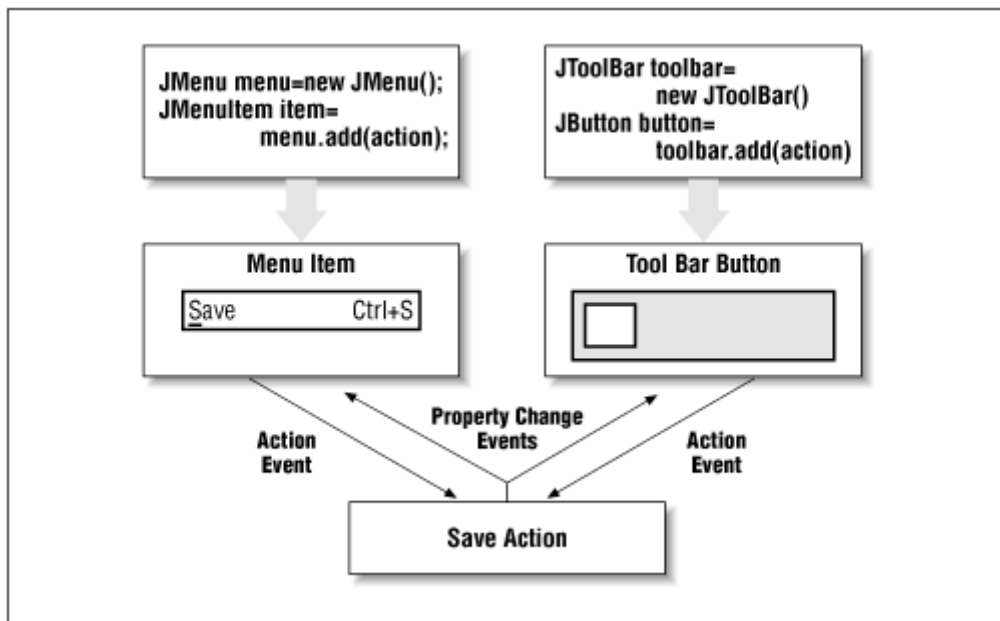 JMenu menu=new JMenu();
JMenuItem item=
menu.add(action);
JToolBar toolbar=
new JToolBar()
JButton button=
toolbar.add(action)
Menu Item
Save Ctrl+S
Tool Bar Button
Property Change
Events
Action
Event
Action
Event
Save Action